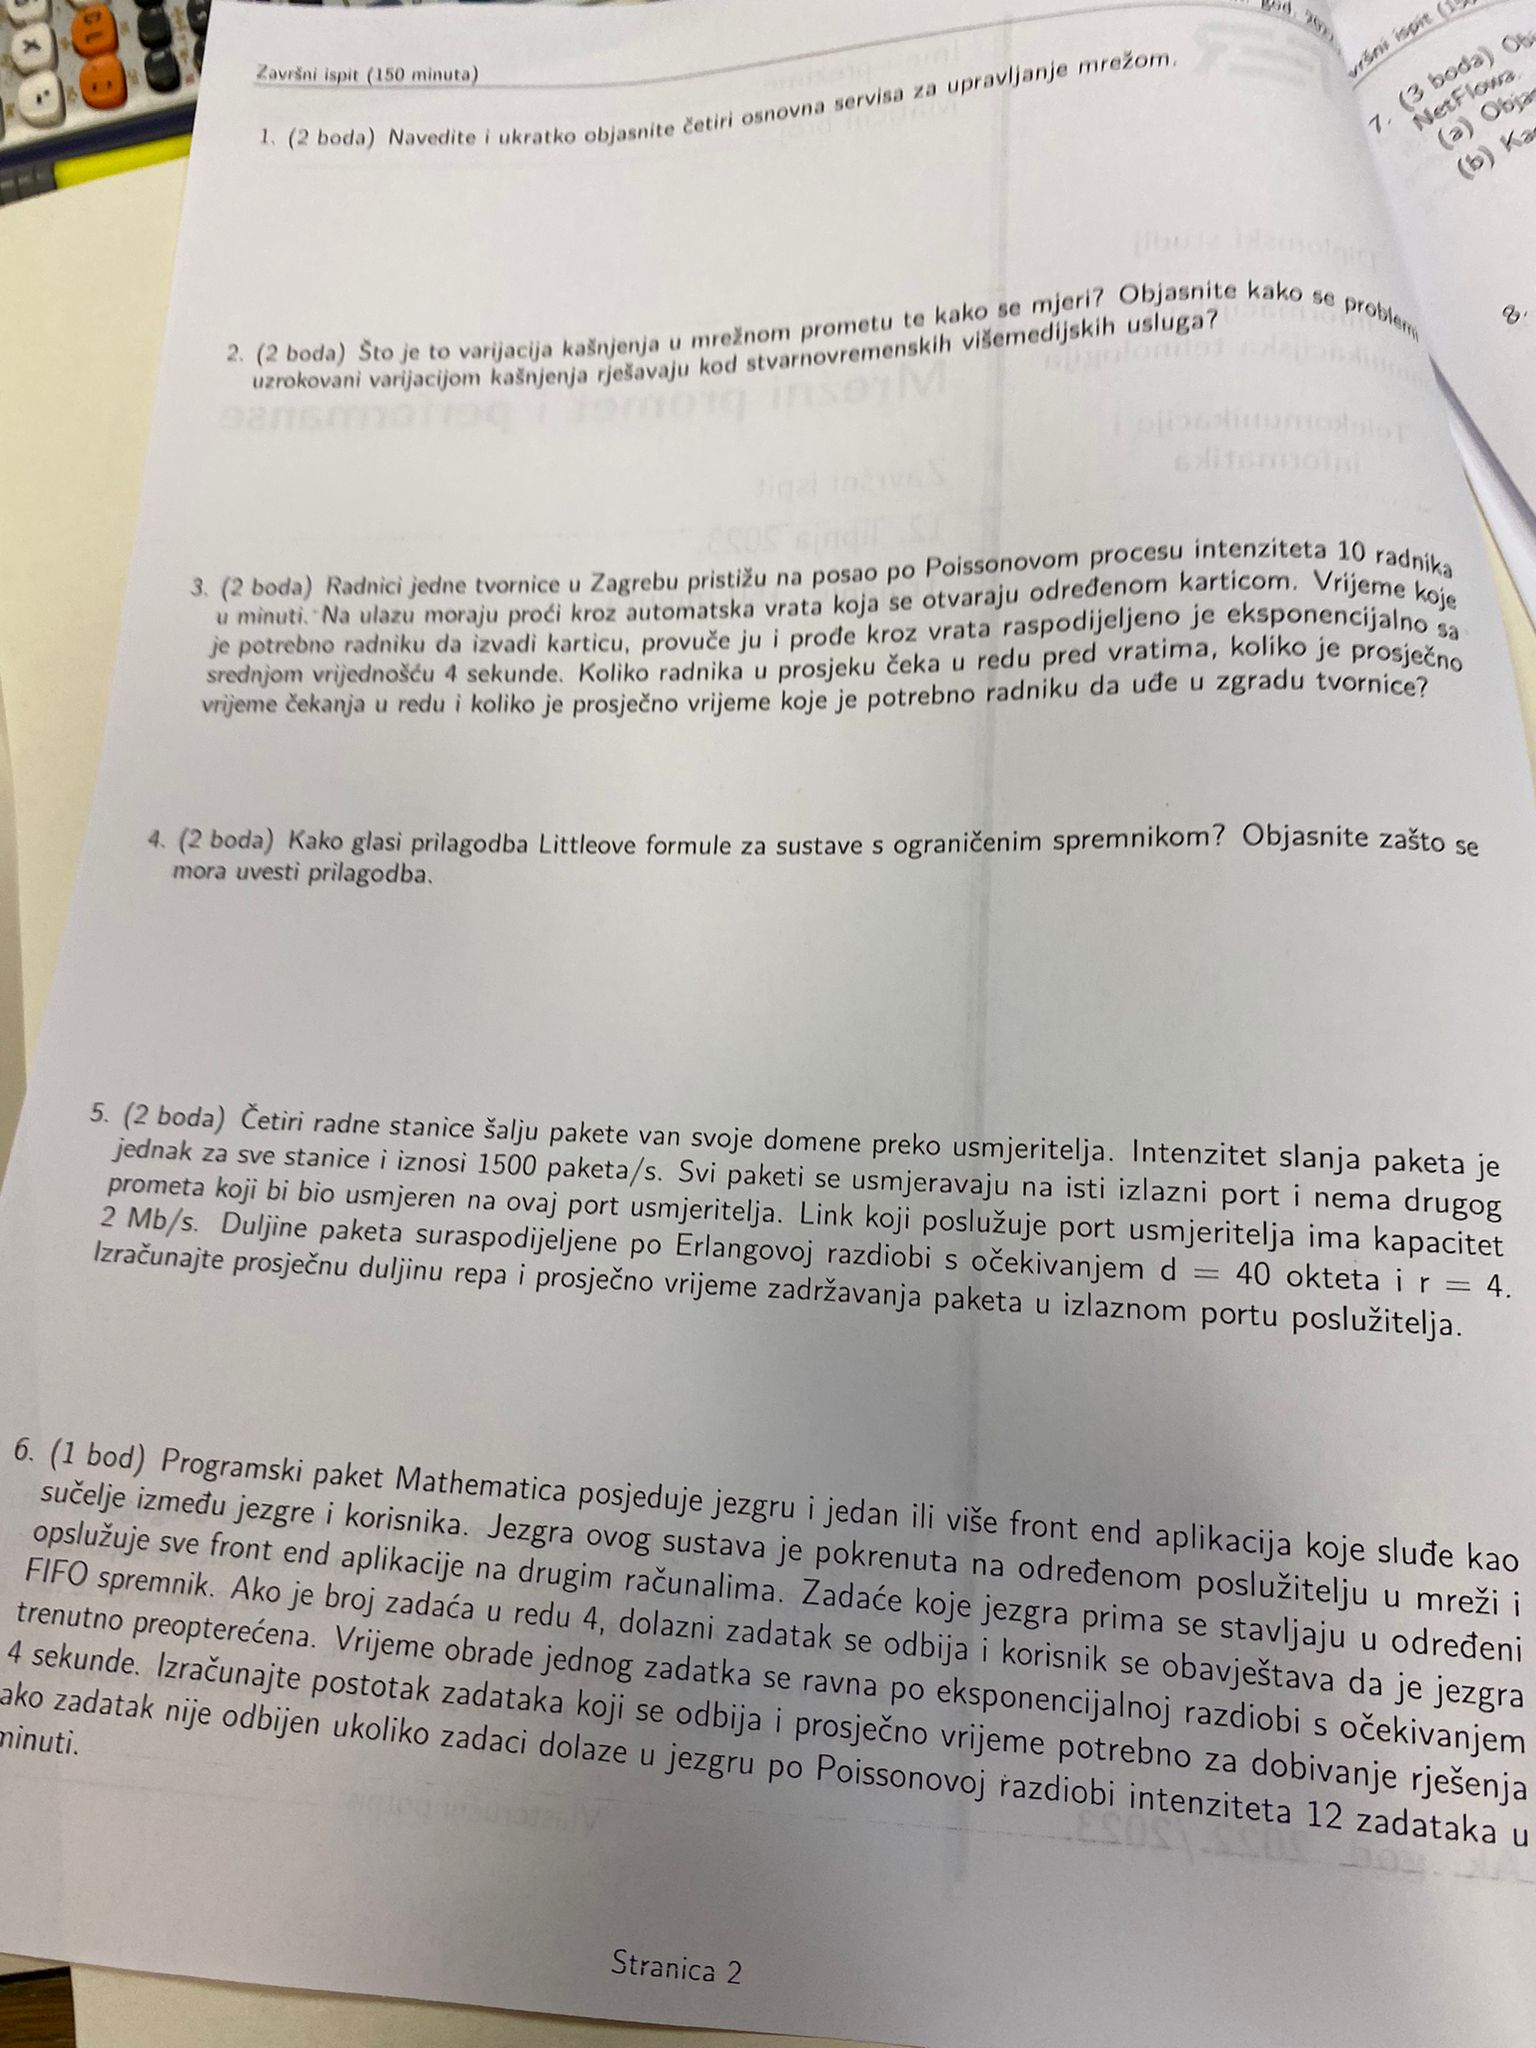 Završni ispit (150 minuta)
1. (2 boda) Navedite i ukratko objasnite četiri osnovna servisa za upravljanje mrežom.
2. (2 boda) Što je to varijacija kašnjenja u mrežnom prometu te kako se mjeri? Objasnite kako se problemi
uzrokovani varijacijom kašnjenja rješavaju kod stvarnovremenskih višemedijskih usluga?
3. (2 boda) Radnici jedne tvornice u Zagrebu pristižu na posao po Poissonovom procesu intenziteta 10 radnika
u minuti. Na ulazu moraju proći kroz automatska vrata koja se otvaraju određenom karticom. Vrijeme koje
je potrebno radniku da izvadi karticu, provuče ju i prođe kroz vrata raspodijeljeno je eksponencijalno sa
srednjom vrijednošću 4 sekunde. Koliko radnika u prosjeku čeka u redu pred vratima, koliko je prosječno
vrijeme čekanja u redu i koliko je prosječno vrijeme koje je potrebno radniku da uđe u zgradu tvornice?
4. (2 boda) Kako glasi prilagodba Littleove formule za sustave s ograničenim spremnikom? Objasnite zašto se
mora uvesti prilagodba.
5. (2 boda) Četiri radne stanice šalju pakete van svoje domene preko usmjeritelja. Intenzitet slanja paketa je
jednak za sve stanice i iznosi 1500 paketa/s. Svi paketi se usmjeravaju na isti izlazni port i nema drugog
prometa koji bi bio usmjeren na ovaj port usmjeritelja. Link koji poslužuje port usmjeritelja ima kapacitet
2 Mb/s. Duljine paketa suraspodijeljene po Erlangovoj razdiobi s očekivanjem d = 40 okteta i r = 4.
Izračunajte prosječnu duljinu repa i prosječno vrijeme zadržavanja paketa u izlaznom portu poslužitelja.
6. (1 bod) Programski paket Mathematica posjeduje jezgru i jedan ili više front end aplikacija koje sluđe kao
sučelje između jezgre i korisnika. Jezgra ovog sustava je pokrenuta na određenom poslužitelju u mreži i
opslužuje sve front end aplikacije na drugim računalima. Zadaće koje jezgra prima se stavljaju u određeni
FIFO spremnik. Ako je broj zadaća u redu 4, dolazni zadatak se odbija i korisnik se obavještava da je jezgra
trenutno preopterećena. Vrijeme obrade jednog zadatka se ravna po eksponencijalnoj razdiobi s očekivanjem
4 sekunde. Izračunajte postotak zadataka koji se odbija i prosječno vrijeme potrebno za dobivanje rješenja
ako zadatak nije odbijen ukoliko zadaci dolaze u jezgru po Poissonovoj razdiobi intenziteta 12 zadataka u
minuti.
Stranica 2
god. 202
vršni ispit (15
7. (3 boda)
NetFlowa.
(a)
(b)
8.